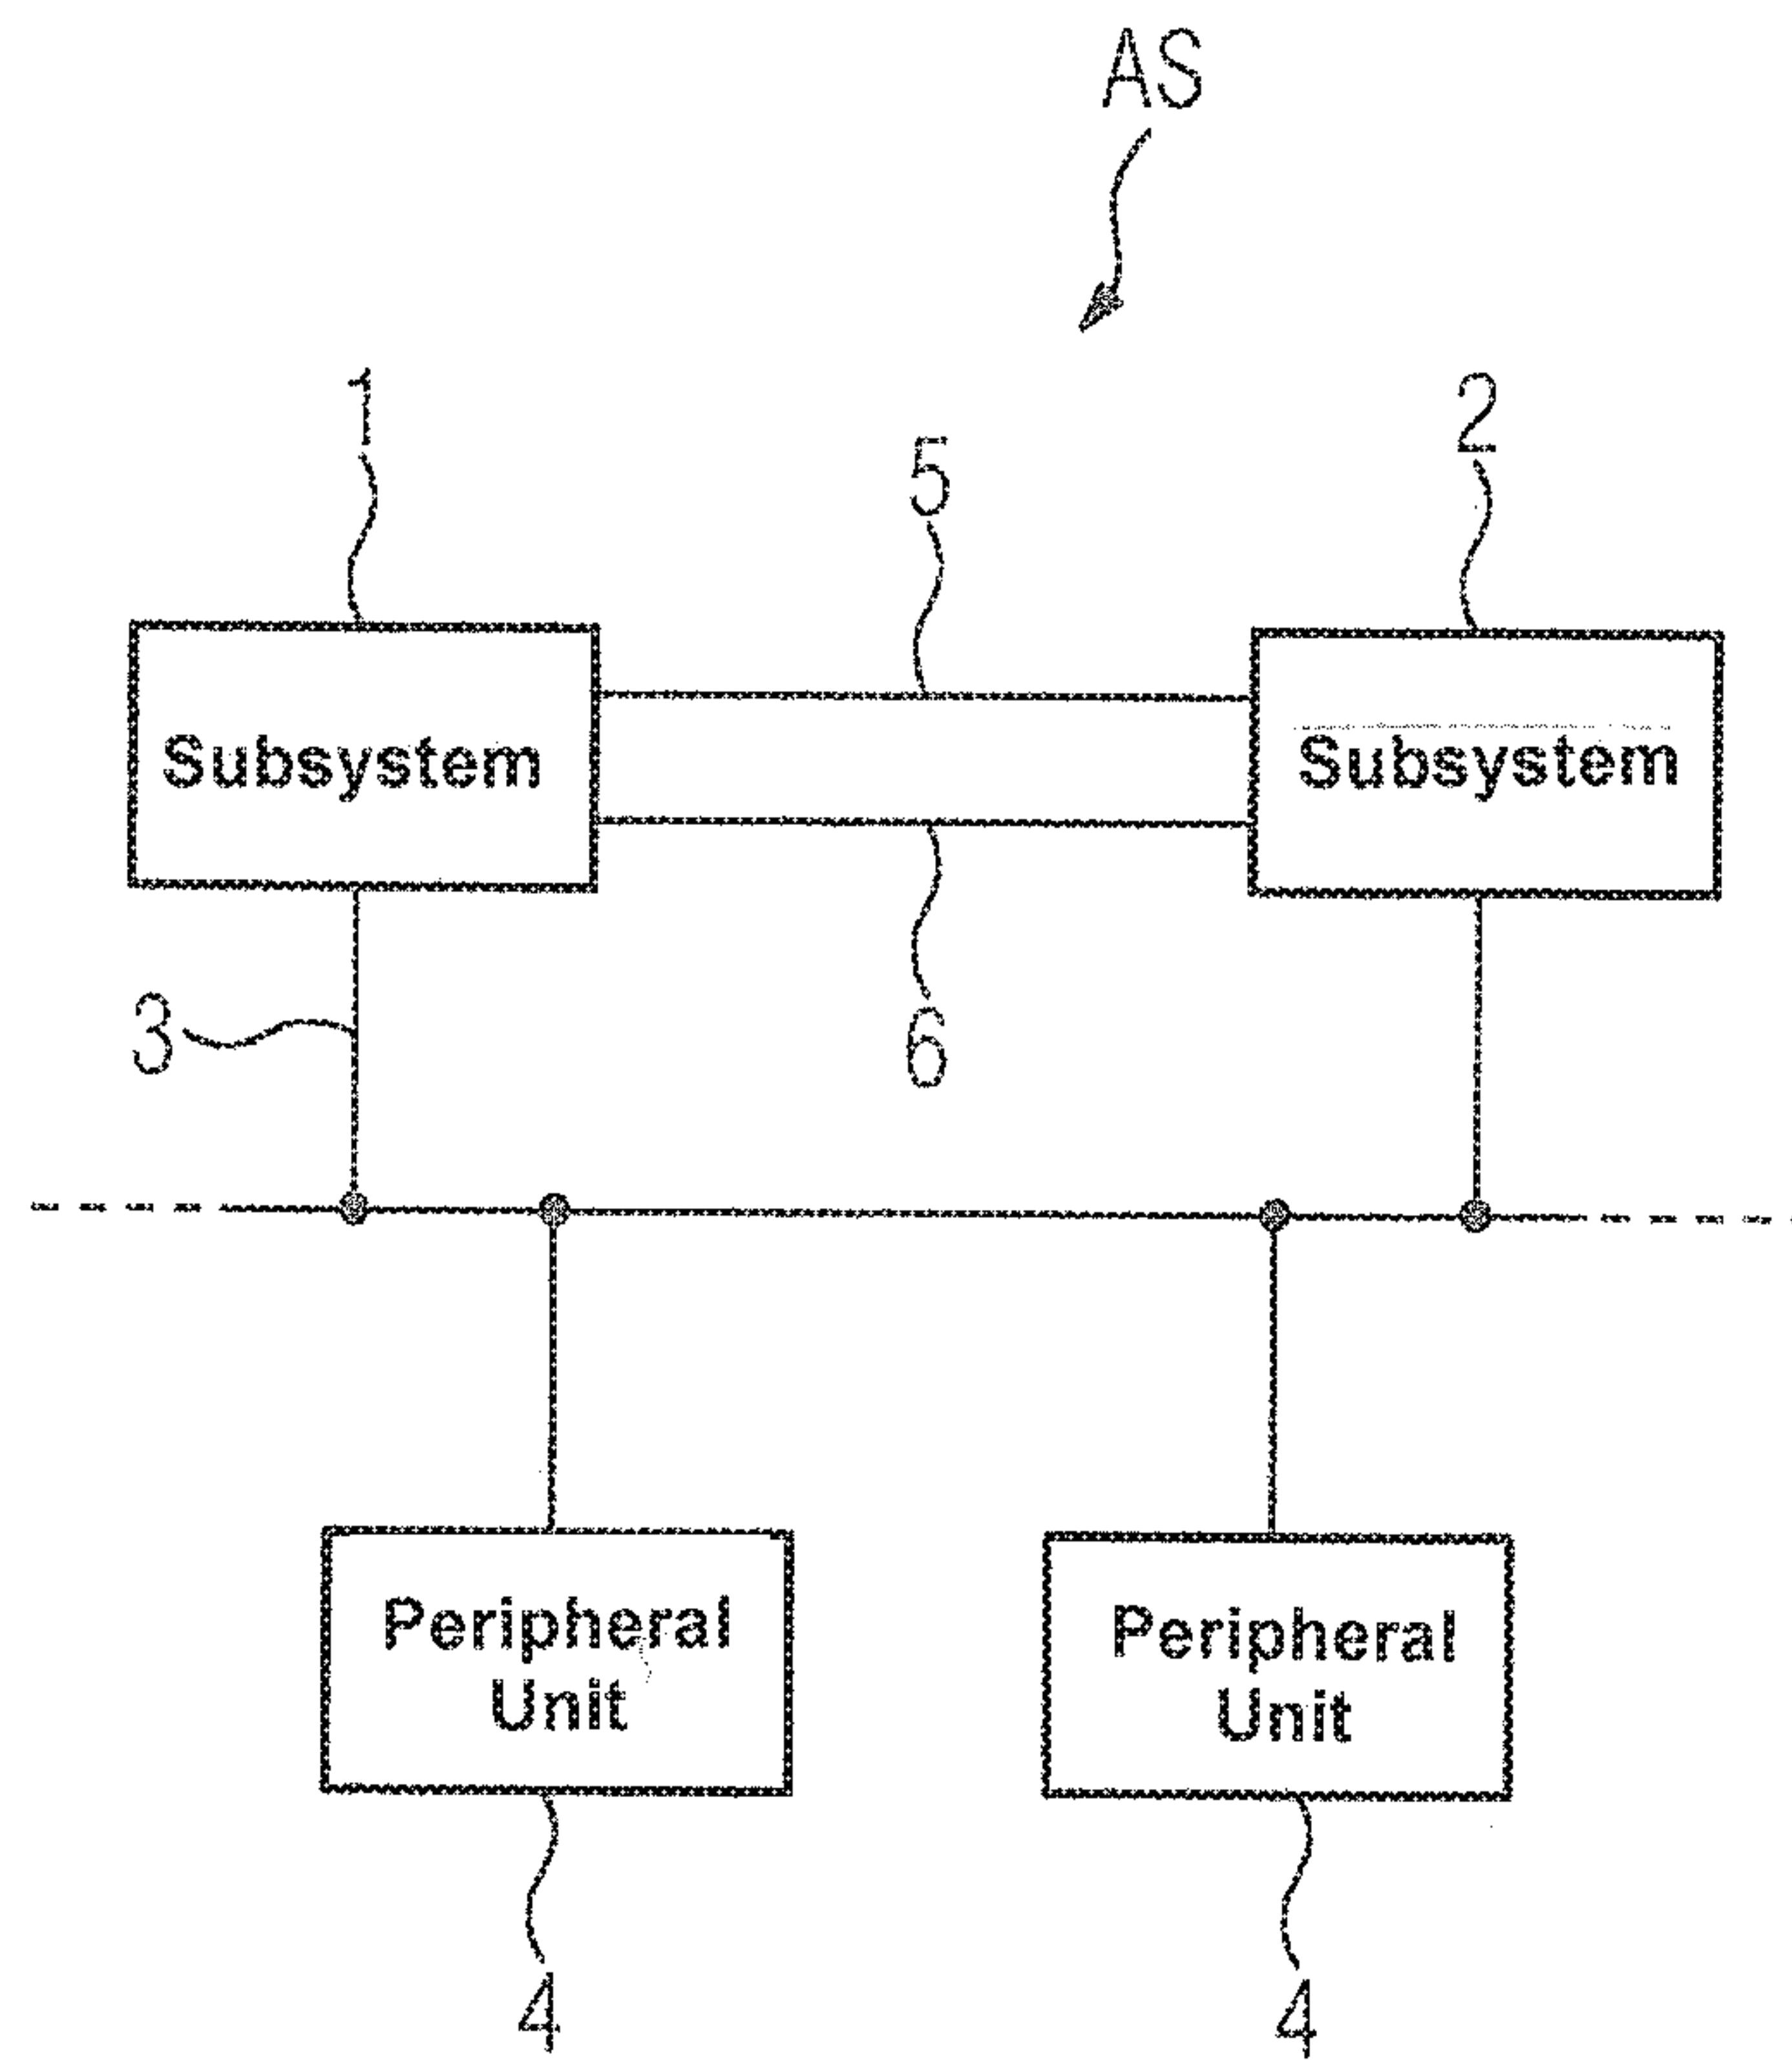 AS
1
2
5
Subsystem
Subsystem
3
6
Peripheral
Unit
Peripheral
Unit
4
4